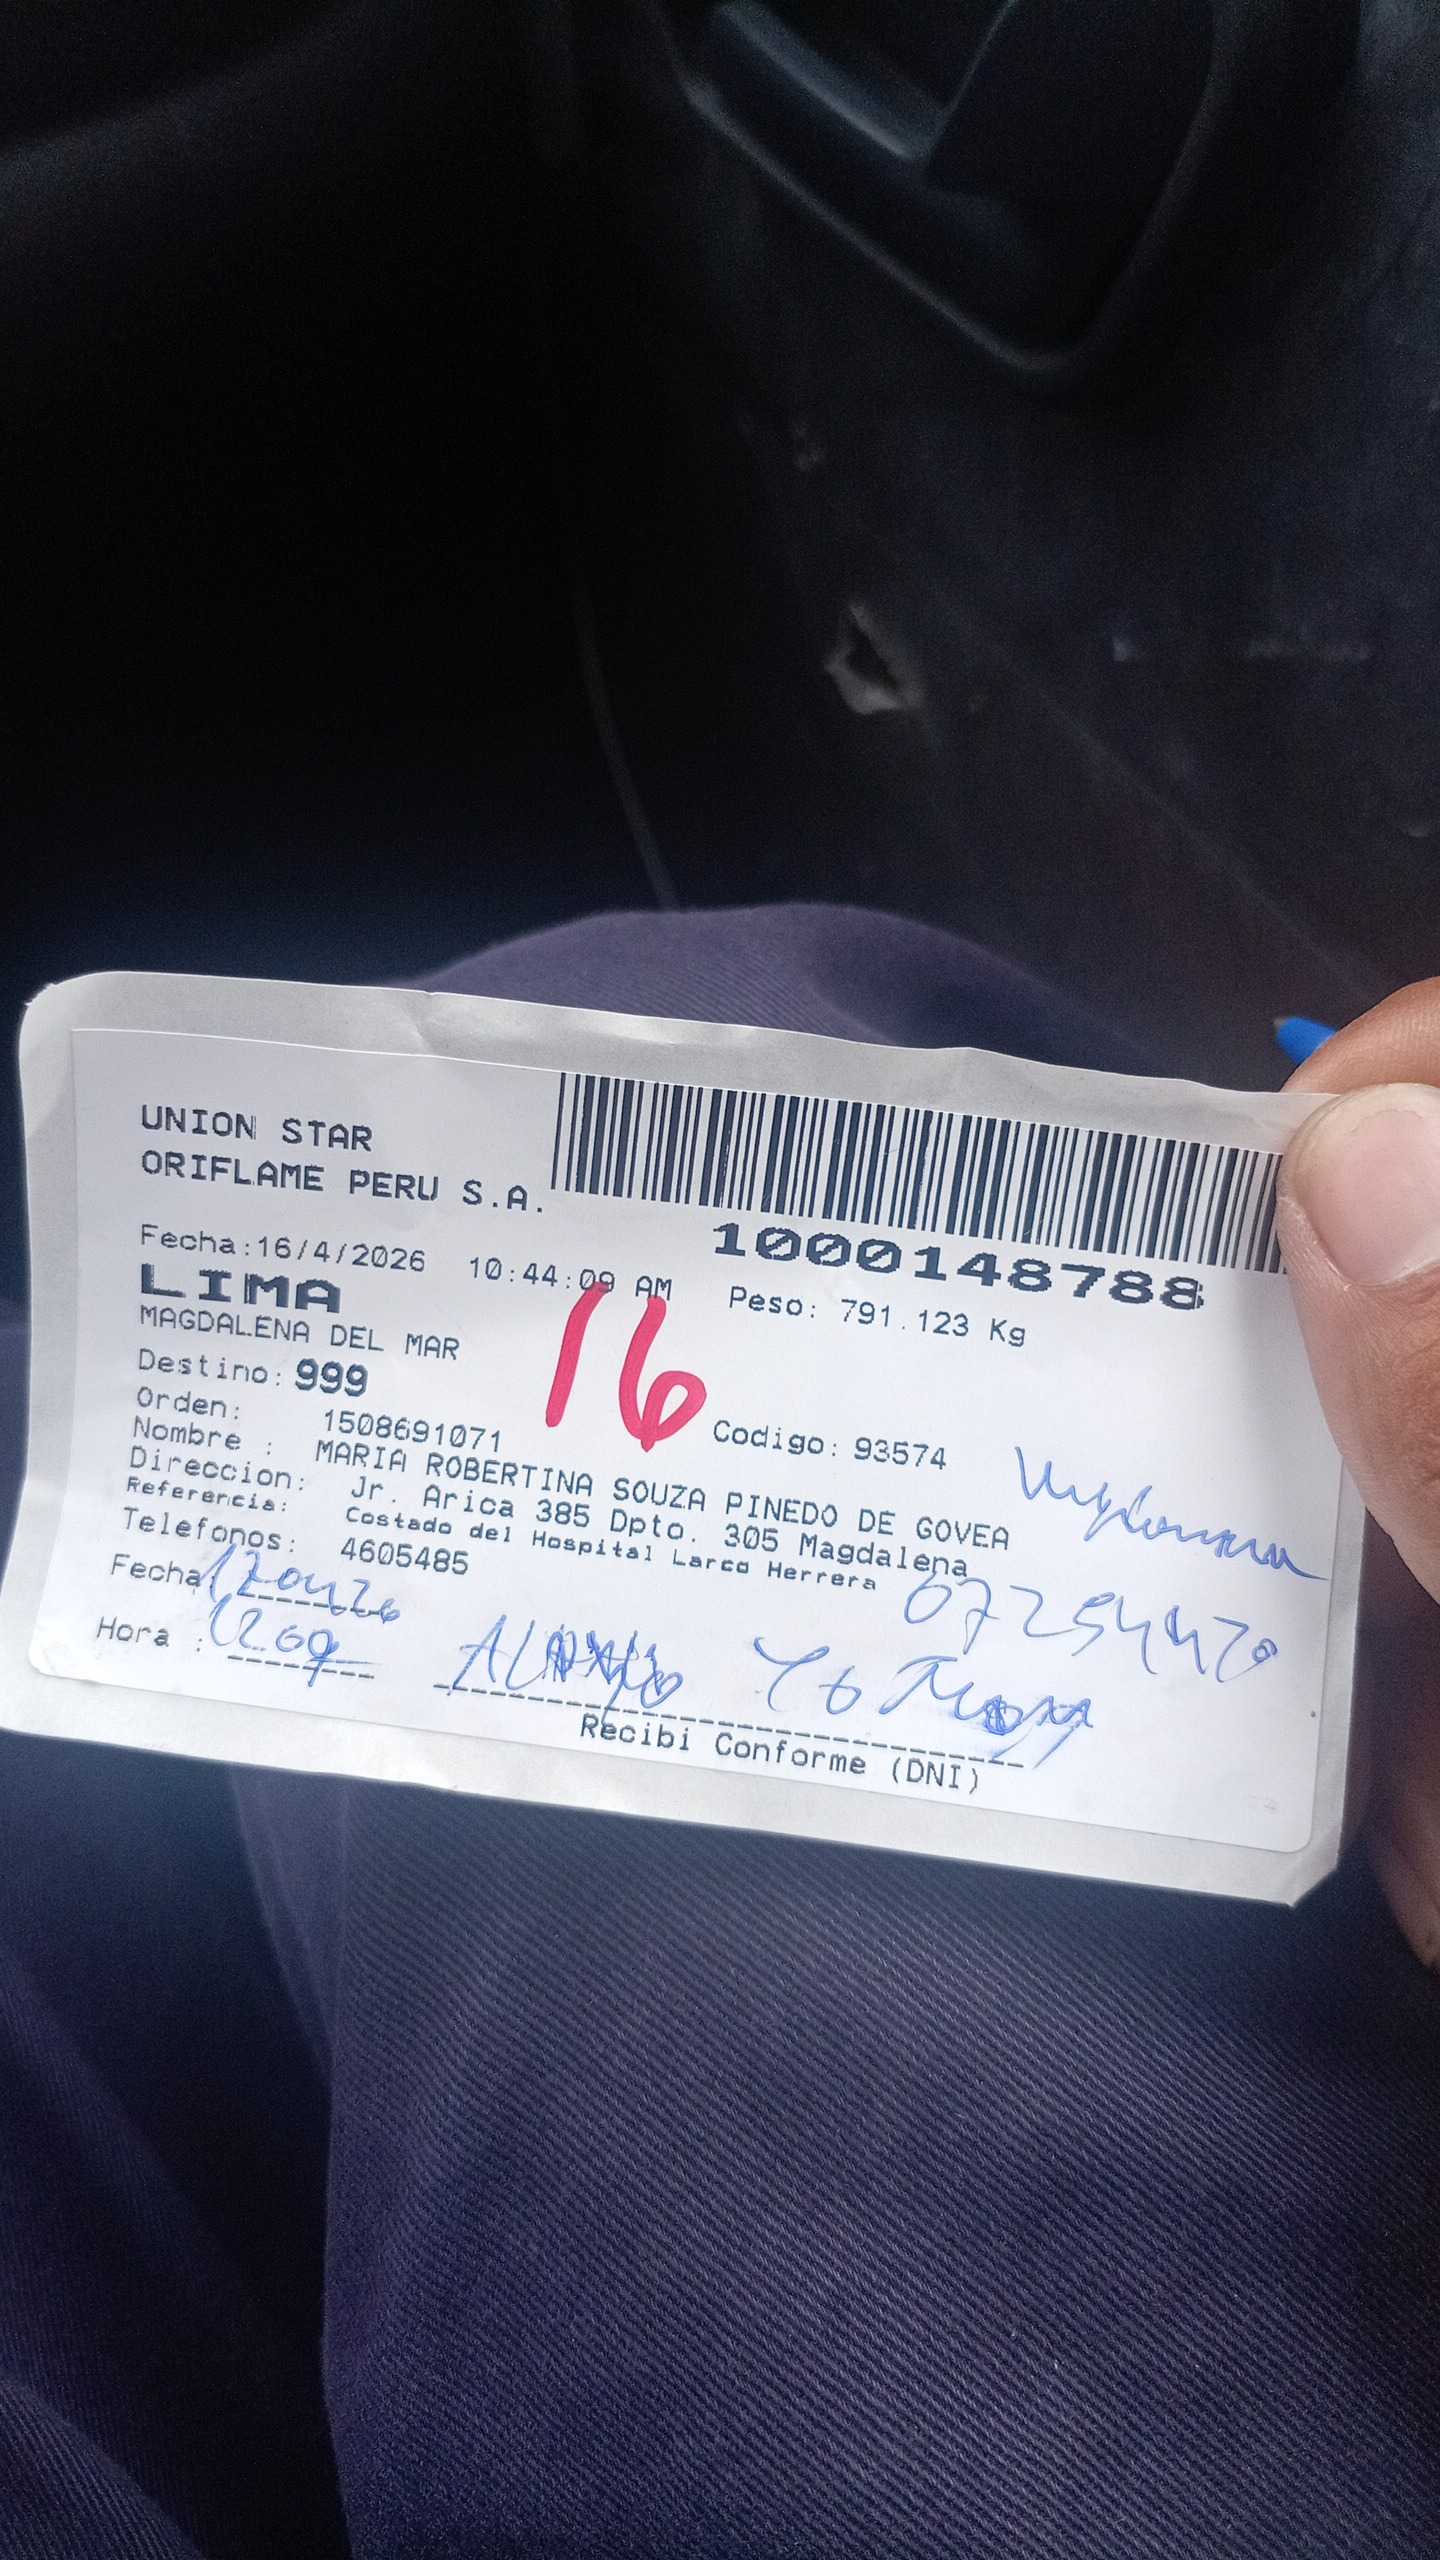 UNION STAR
ORIFLAME PERU S.A.
1000148788
Fecha:16/4/2026 10:44:09 AM Peso: 791.123 Kg
LIMA
MAGDALENA DEL MAR
16
Destino: 999
Orden: 1508691071 Codigo: 93574
Nombre : MARIA ROBERTINA SOUZA PINEDO DE GOVEA
Direccion: Jr. Arica 385 Dpto. 305 Magdalena
Referencia: Costado del Hospital Larco Herrera
Telefonos: 4605485
Fecha:
Hora : 1209
Recibi Conforme (DNI)